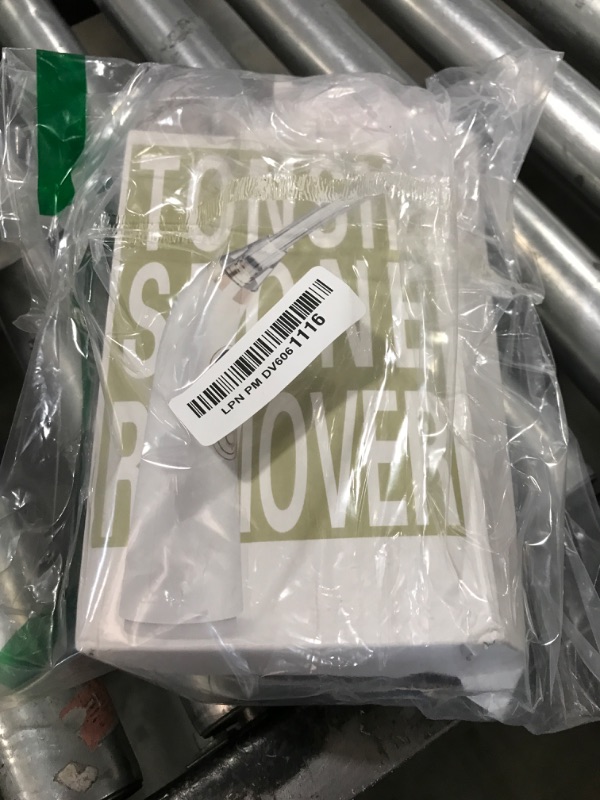 TONSIL
STONE
REMOVER
LPN PM DV606 1116